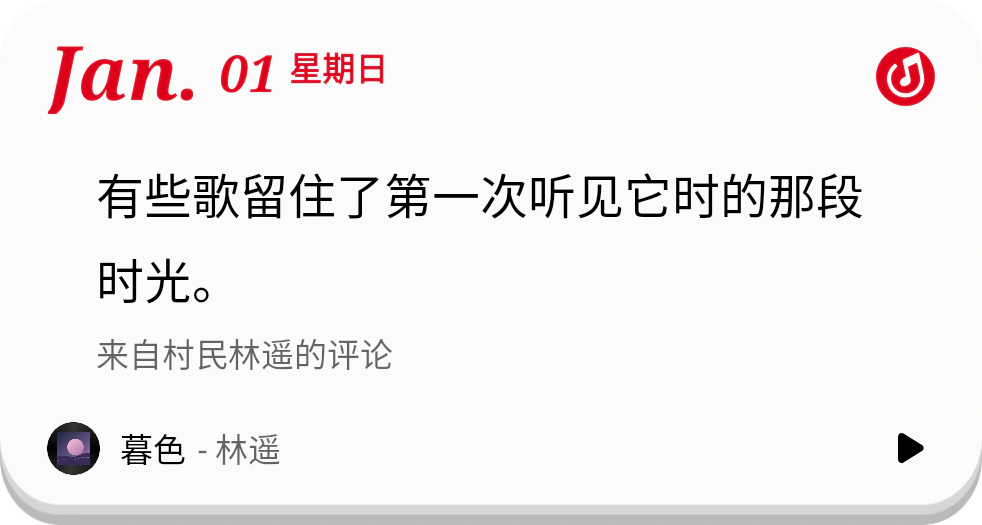 Jan. 01 星期日
有些歌留住了第一次听见它时的那段
时光。
来自村民林遥的评论
暮色 - 林遥